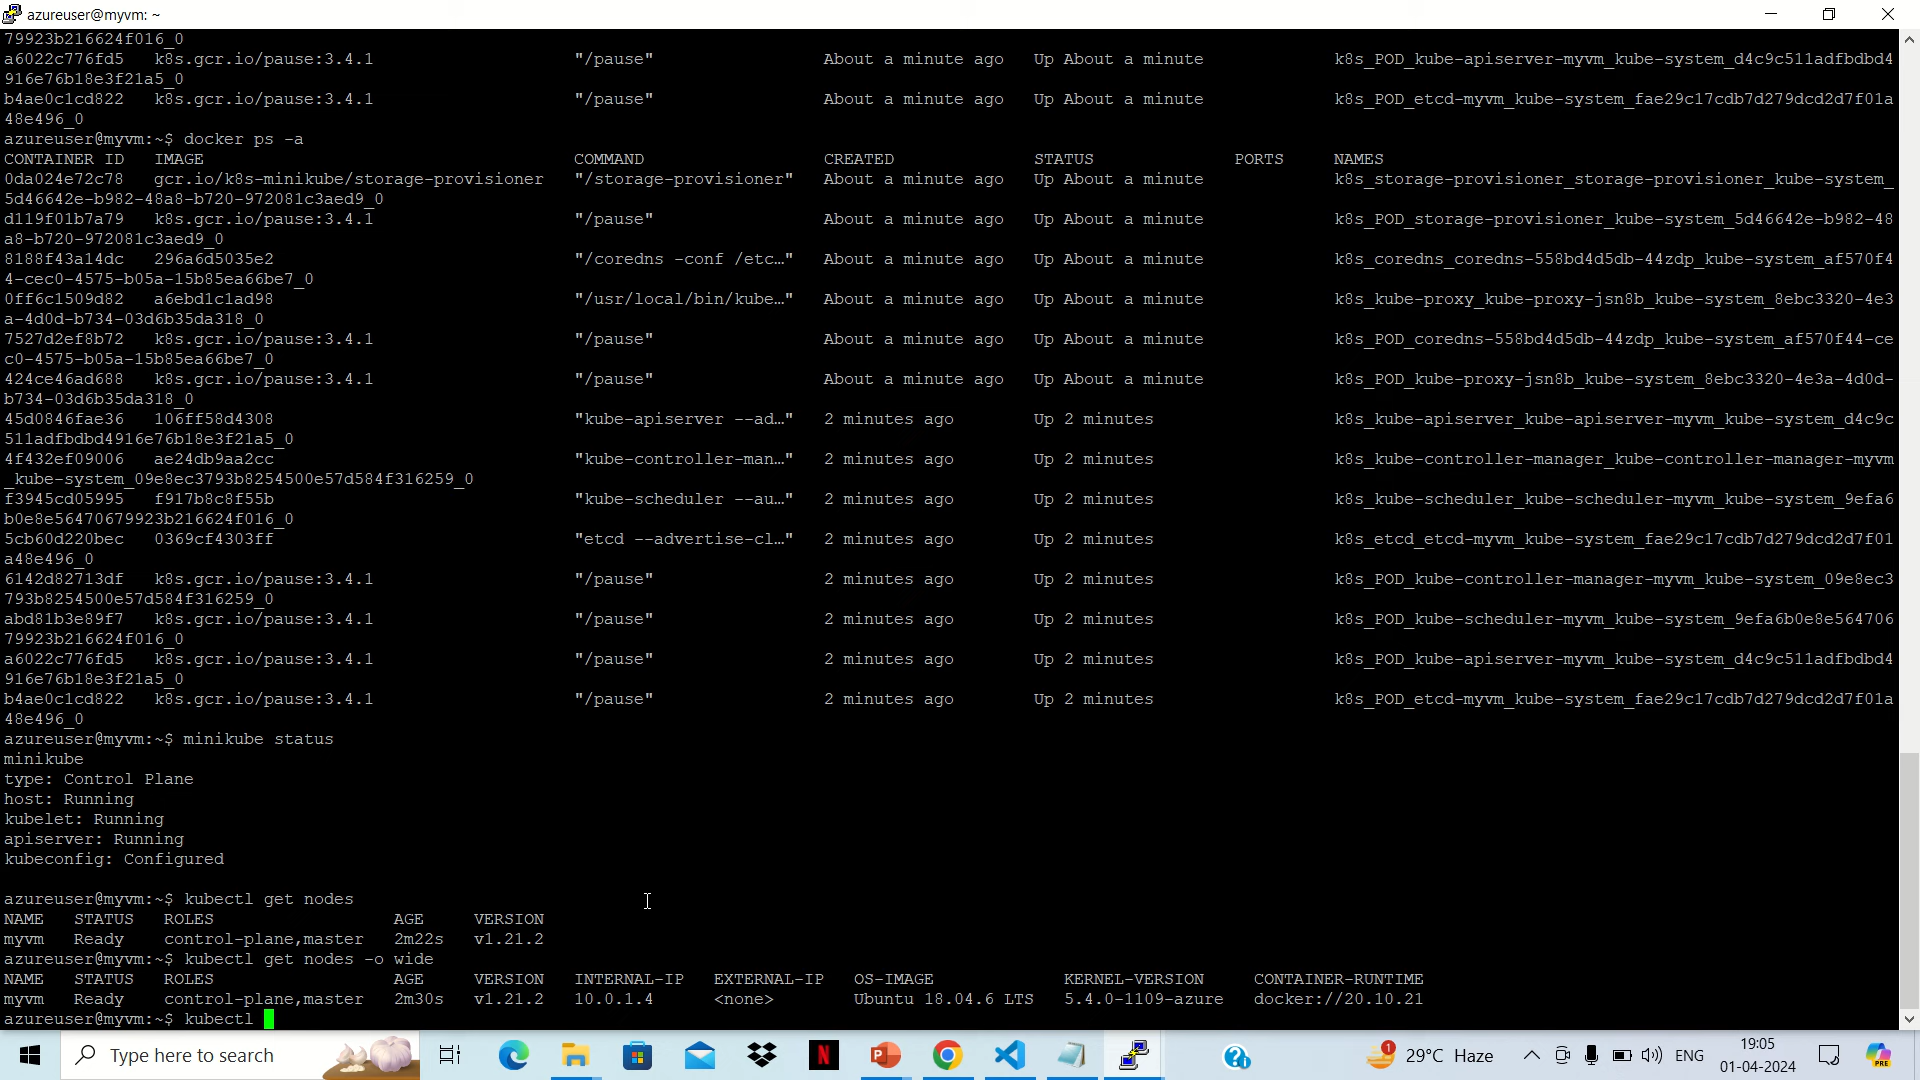 azureuser@myvm: ~
79923b216624f016_0
a6022c776fd5 k8s.gcr.io/pause:3.4.1 "/pause" About a minute ago Up About a minute k8s_POD_kube-apiserver-myvm_kube-system_d4c9c511adfbdbd4
916e76b18e3f21a5_0
b4ae0c1cd822 k8s.gcr.io/pause:3.4.1 "/pause" About a minute ago Up About a minute k8s_POD_etcd-myvm_kube-system_fae29c17cdb7d279dcd2d7f01a
48e496_0
azureuser@myvm:~$ docker ps -a
CONTAINER ID IMAGE COMMAND CREATED STATUS PORTS NAMES
0da024e72c78 gcr.io/k8s-minikube/storage-provisioner "/storage-provisioner" About a minute ago Up About a minute k8s_storage-provisioner_storage-provisioner_kube-system_
5d46642e-b982-48a8-b720-972081c3aed9_0
d119f01b7a79 k8s.gcr.io/pause:3.4.1 "/pause" About a minute ago Up About a minute k8s_POD_storage-provisioner_kube-system_5d46642e-b982-48
a8-b720-972081c3aed9_0
8188f43a14dc 296a6d5035e2 "/coredns -conf /etc…" About a minute ago Up About a minute k8s_coredns_coredns-558bd4d5db-44zdp_kube-system_af570f4
4-cec0-4575-b05a-15b85ea66be7_0
0ff6c1509d82 a6ebd1c1ad98 "/usr/local/bin/kube…" About a minute ago Up About a minute k8s_kube-proxy_kube-proxy-jsn8b_kube-system_8ebc3320-4e3
a-4d0d-b734-03d6b35da318_0
7527d2ef8b72 k8s.gcr.io/pause:3.4.1 "/pause" About a minute ago Up About a minute k8s_POD_coredns-558bd4d5db-44zdp_kube-system_af570f44-ce
c0-4575-b05a-15b85ea66be7_0
424ce46ad688 k8s.gcr.io/pause:3.4.1 "/pause" About a minute ago Up About a minute k8s_POD_kube-proxy-jsn8b_kube-system_8ebc3320-4e3a-4d0d-
b734-03d6b35da318_0
45d0846fae36 106ff58d4308 "kube-apiserver --ad…" 2 minutes ago Up 2 minutes k8s_kube-apiserver_kube-apiserver-myvm_kube-system_d4c9c
511adfbdbd4916e76b18e3f21a5_0
4f432ef09006 ae24db9aa2cc "kube-controller-man…" 2 minutes ago Up 2 minutes k8s_kube-controller-manager_kube-controller-manager-myvm
_kube-system_09e8ec3793b8254500e57d584f316259_0
f3945cd05995 f917b8c8f55b "kube-scheduler --au…" 2 minutes ago Up 2 minutes k8s_kube-scheduler_kube-scheduler-myvm_kube-system_9efa6
b0e8e56470679923b216624f016_0
5cb60d220bec 0369cf4303ff "etcd --advertise-cl…" 2 minutes ago Up 2 minutes k8s_etcd_etcd-myvm_kube-system_fae29c17cdb7d279dcd2d7f01
a48e496_0
6142d82713df k8s.gcr.io/pause:3.4.1 "/pause" 2 minutes ago Up 2 minutes k8s_POD_kube-controller-manager-myvm_kube-system_09e8ec3
793b8254500e57d584f316259_0
abd81b3e89f7 k8s.gcr.io/pause:3.4.1 "/pause" 2 minutes ago Up 2 minutes k8s_POD_kube-scheduler-myvm_kube-system_9efa6b0e8e564706
79923b216624f016_0
a6022c776fd5 k8s.gcr.io/pause:3.4.1 "/pause" 2 minutes ago Up 2 minutes k8s_POD_kube-apiserver-myvm_kube-system_d4c9c511adfbdbd4
916e76b18e3f21a5_0
b4ae0c1cd822 k8s.gcr.io/pause:3.4.1 "/pause" 2 minutes ago Up 2 minutes k8s_POD_etcd-myvm_kube-system_fae29c17cdb7d279dcd2d7f01a
48e496_0
azureuser@myvm:~$ minikube status
minikube
type: Control Plane
host: Running
kubelet: Running
apiserver: Running
kubeconfig: Configured
azureuser@myvm:~$ kubectl get nodes
NAME STATUS ROLES AGE VERSION
myvm Ready control-plane,master 2m22s v1.21.2
azureuser@myvm:~$ kubectl get nodes -o wide
NAME STATUS ROLES AGE VERSION INTERNAL-IP EXTERNAL-IP OS-IMAGE KERNEL-VERSION CONTAINER-RUNTIME
myvm Ready control-plane,master 2m30s v1.21.2 10.0.1.4 <none> Ubuntu 18.04.6 LTS 5.4.0-1109-azure docker://20.10.21
azureuser@myvm:~$ kubectl
Type here to search
N
P
?
1
29°C Haze
ENG
19:05
01-04-2024
PRE